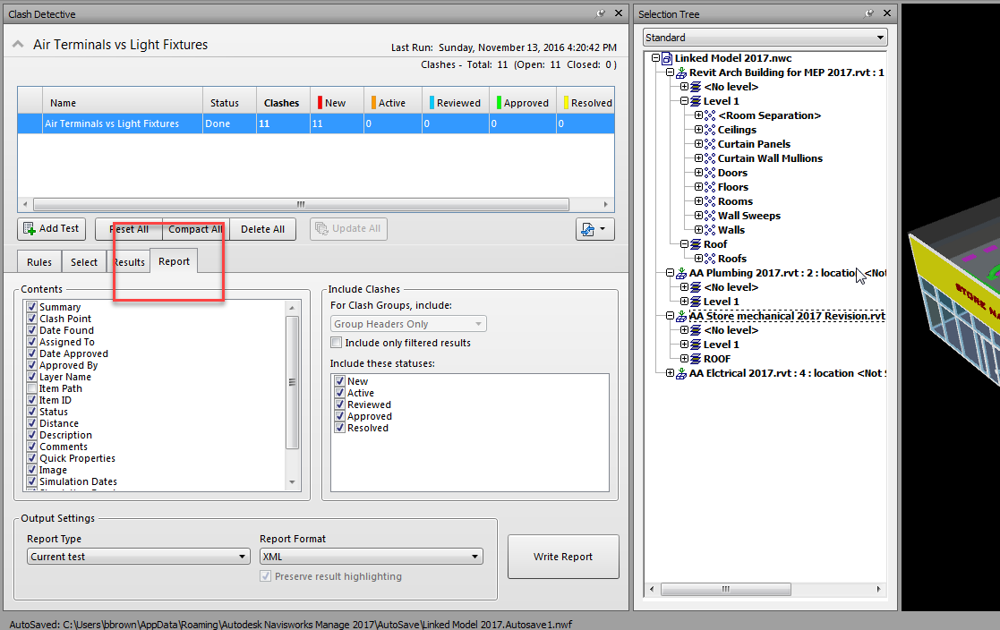 Clash Detective
Air Terminals vs Light Fixtures
Last Run: Sunday, November 13, 2016 4:20:42 PM
Clashes - Total: 11 (Open: 11 Closed: 0 )
Name Status Clashes New Active Reviewed Approved Resolved
Air Terminals vs Light Fixtures Done 11 11 0 0 0 0
Add Test Reset All Compact All Delete All Update All
Rules Select Results Report
Contents
Summary
Clash Point
Date Found
Assigned To
Date Approved
Approved By
Layer Name
Item Path
Item ID
Status
Distance
Description
Comments
Quick Properties
Image
Simulation Dates
Include Clashes
For Clash Groups, include:
Group Headers Only
Include only filtered results
Include these statuses:
New
Active
Reviewed
Approved
Resolved
Output Settings
Report Type
Current test
Report Format
XML
Preserve result highlighting
Write Report
Selection Tree
Standard
Linked Model 2017.nwc
Revit Arch Building for MEP 2017.rvt : 1
<No level>
Level 1
<Room Separation>
Ceilings
Curtain Panels
Curtain Wall Mullions
Doors
Floors
Rooms
Wall Sweeps
Walls
Roof
Roofs
AA Plumbing 2017.rvt : 2 : location <Not
<No level>
Level 1
AA Store mechanical 2017 Revision.rvt
<No level>
Level 1
ROOF
AA Elctrical 2017.rvt : 4 : location <Not
STORE
AutoSaved: C:\Users\bbrown\AppData\Roaming\Autodesk Navisworks Manage 2017\AutoSave\Linked Model 2017.Autosave1.nwf